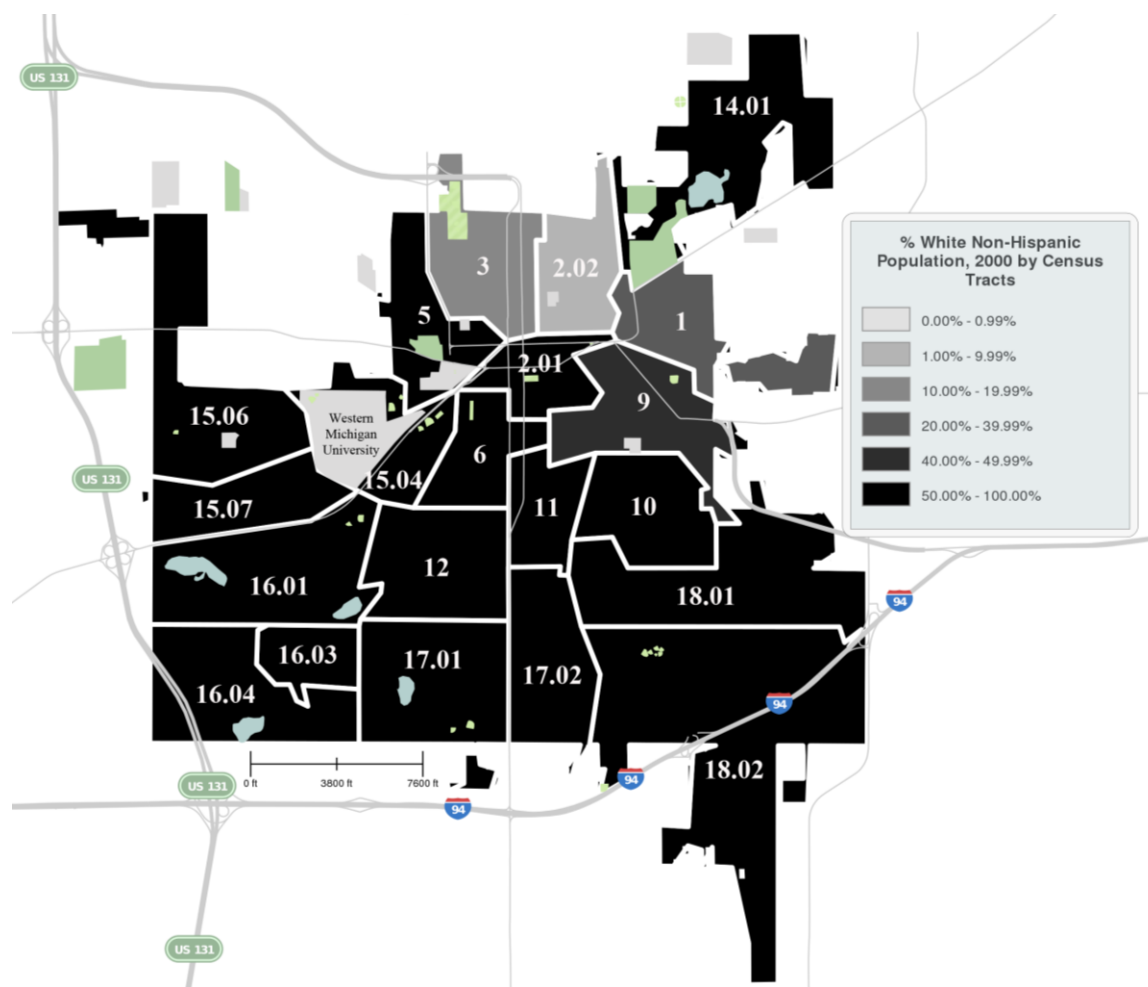 US 131
14.01
% White Non-Hispanic
Population, 2000 by Census
Tracts
0.00% - 0.99%
1.00% - 9.99%
10.00% - 19.99%
20.00% - 39.99%
40.00% - 49.99%
50.00% - 100.00%
3
2.02
5
1
2.01
15.06
Western
Michigan
University
9
6
15.04
US 131
15.07
11
10
12
16.01
18.01
94
16.03
17.01
17.02
16.04
94
18.02
0 ft
3800 ft
7600 ft
US 131
94
94
US 131